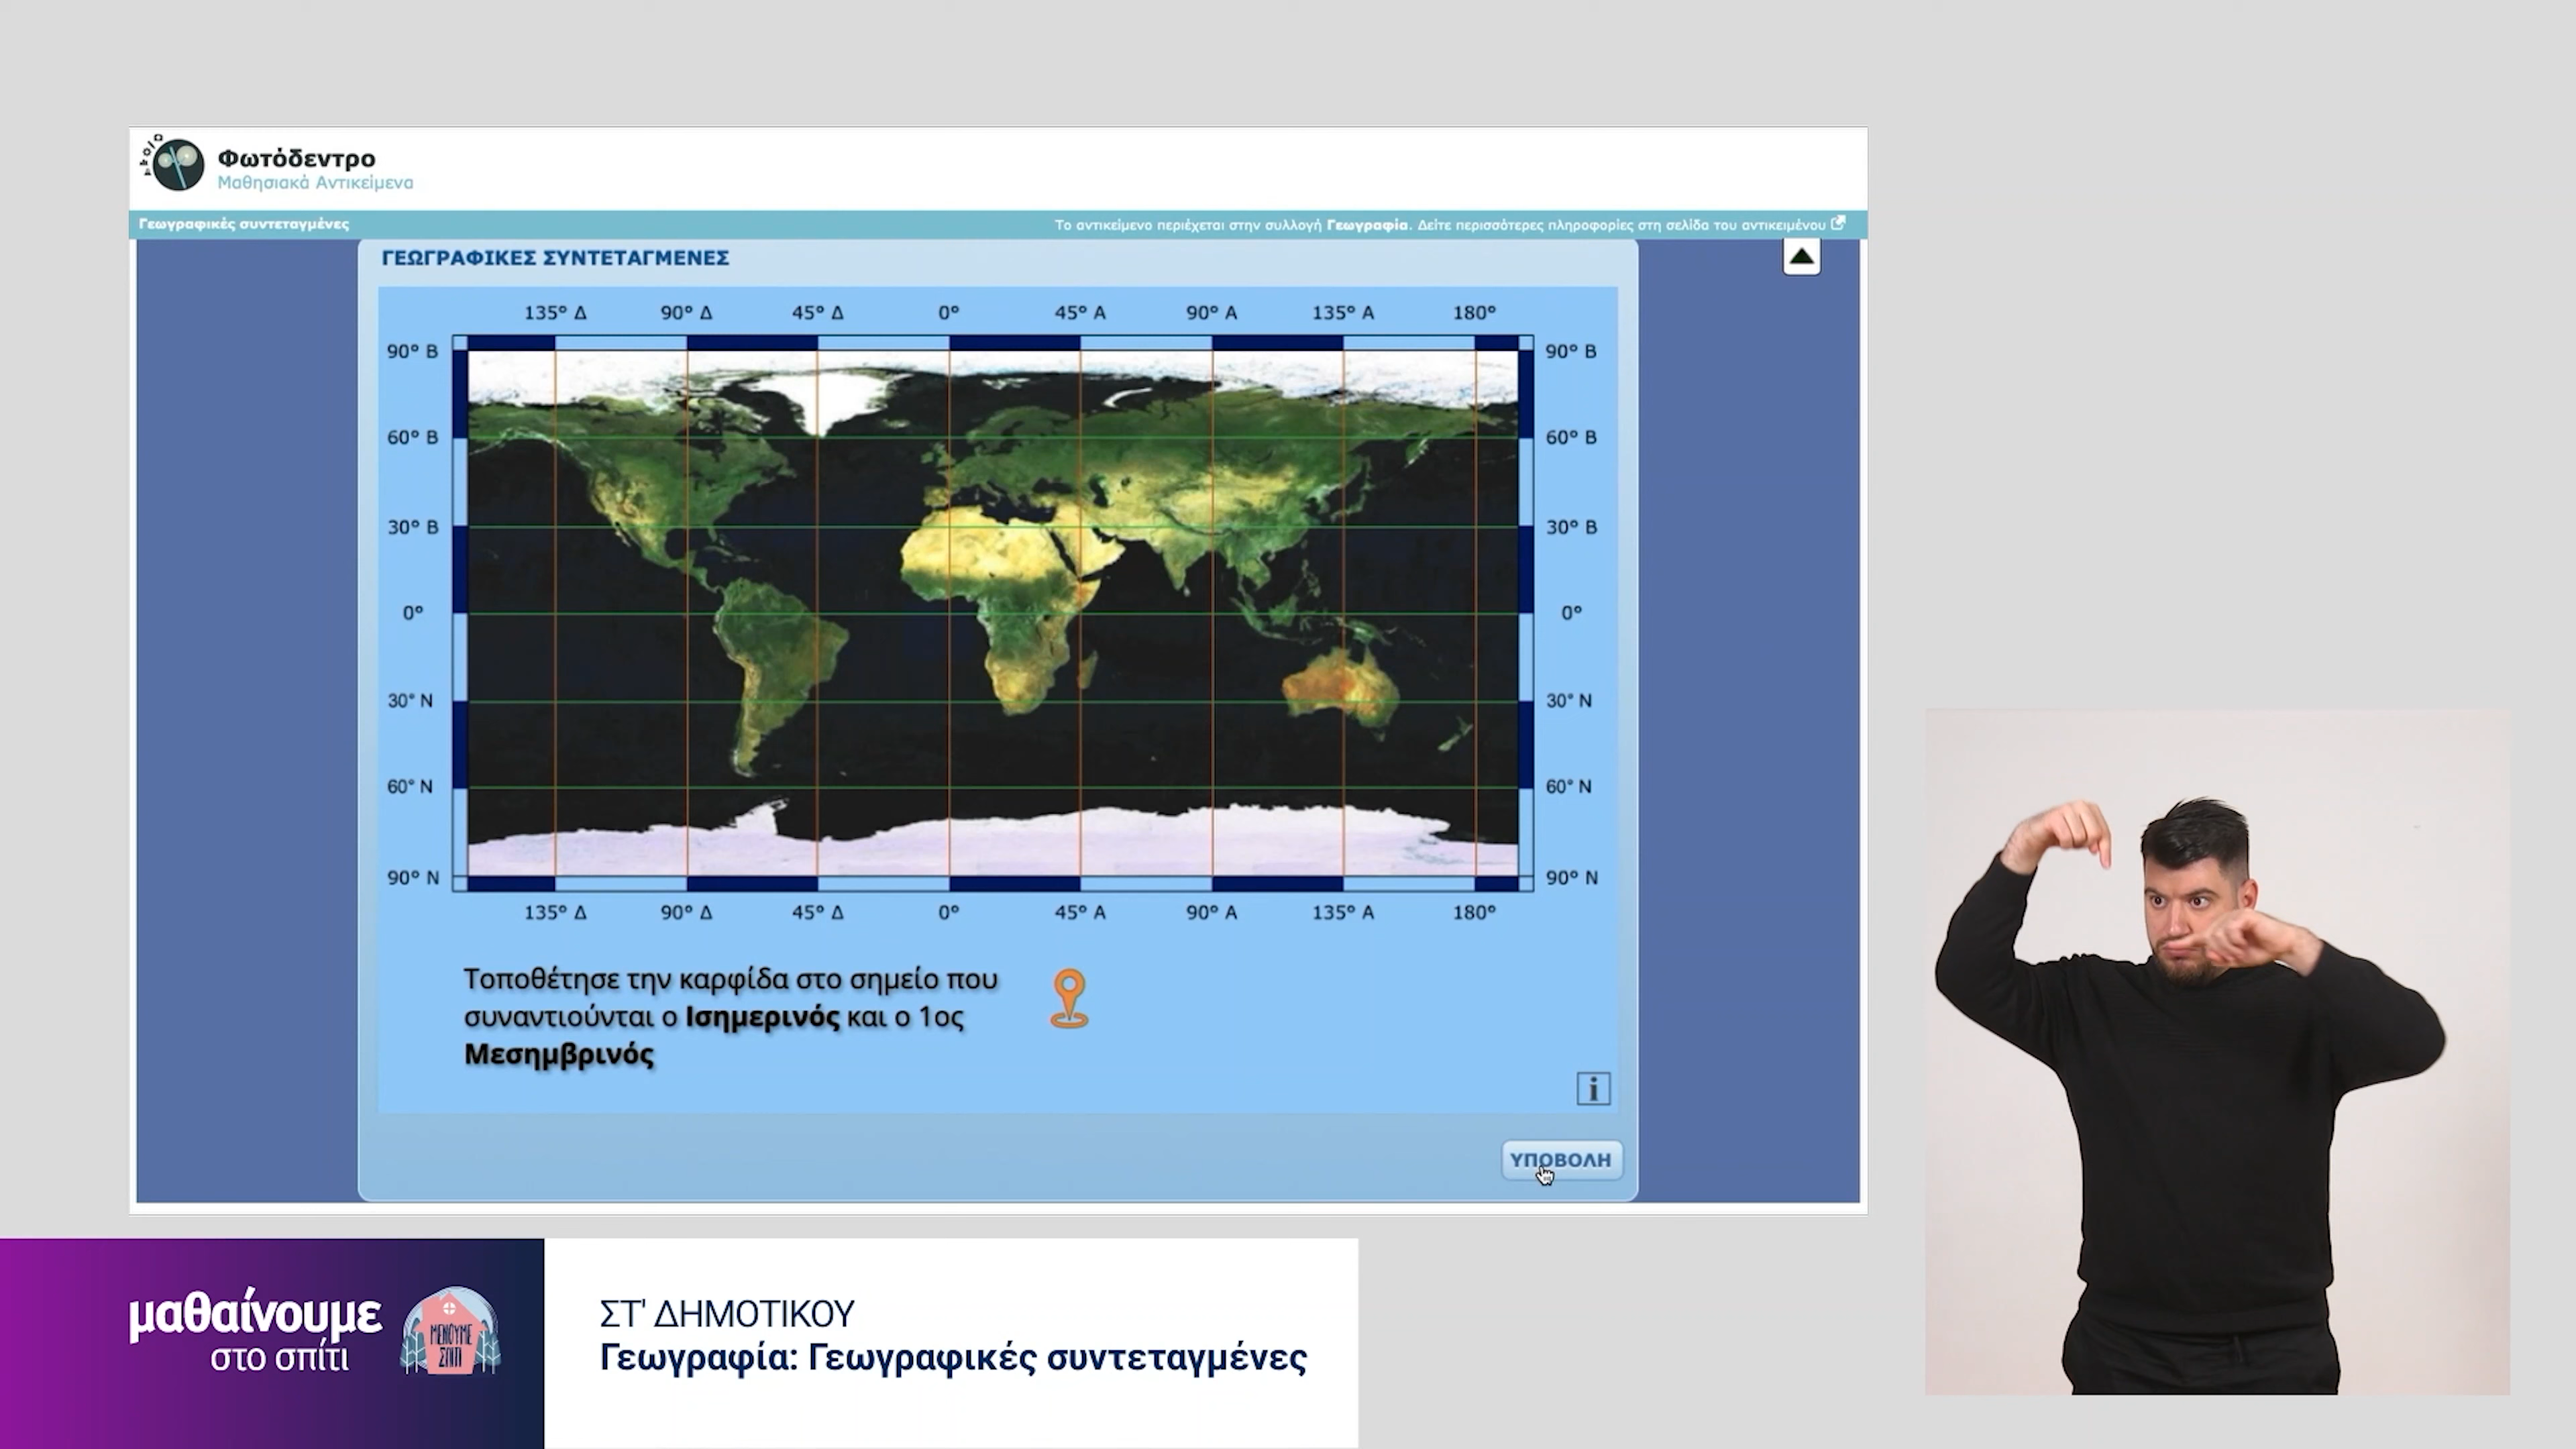 Φωτόδεντρο
Μαθησιακά Αντικείμενα
Γεωγραφικές συντεταγμένες
Το αντικείμενο περιέχεται στην συλλογή Γεωγραφία. Δείτε περισσότερες πληροφορίες στη σελίδα του αντικειμένου
ΓΕΩΓΡΑΦΙΚΕΣ ΣΥΝΤΕΤΑΓΜΕΝΕΣ
135° Δ 90° Δ 45° Δ 0° 45° Α 90° Α 135° Α 180°
90° Β 90° Β
60° Β 60° Β
30° Β 30° Β
0° 0°
30° Ν 30° Ν
60° Ν 60° Ν
90° Ν 90° Ν
135° Δ 90° Δ 45° Δ 0° 45° Α 90° Α 135° Α 180°
Τοποθέτησε την καρφίδα στο σημείο που
συναντιούνται ο Ισημερινός και ο 1ος
Μεσημβρινός
i
ΥΠΟΒΟΛΗ
μαθαίνουμε
στο σπίτι
ΜΕΝΟΥΜΕ
ΣΠΙΤΙ
ΣΤ' ΔΗΜΟΤΙΚΟΥ
Γεωγραφία: Γεωγραφικές συντεταγμένες